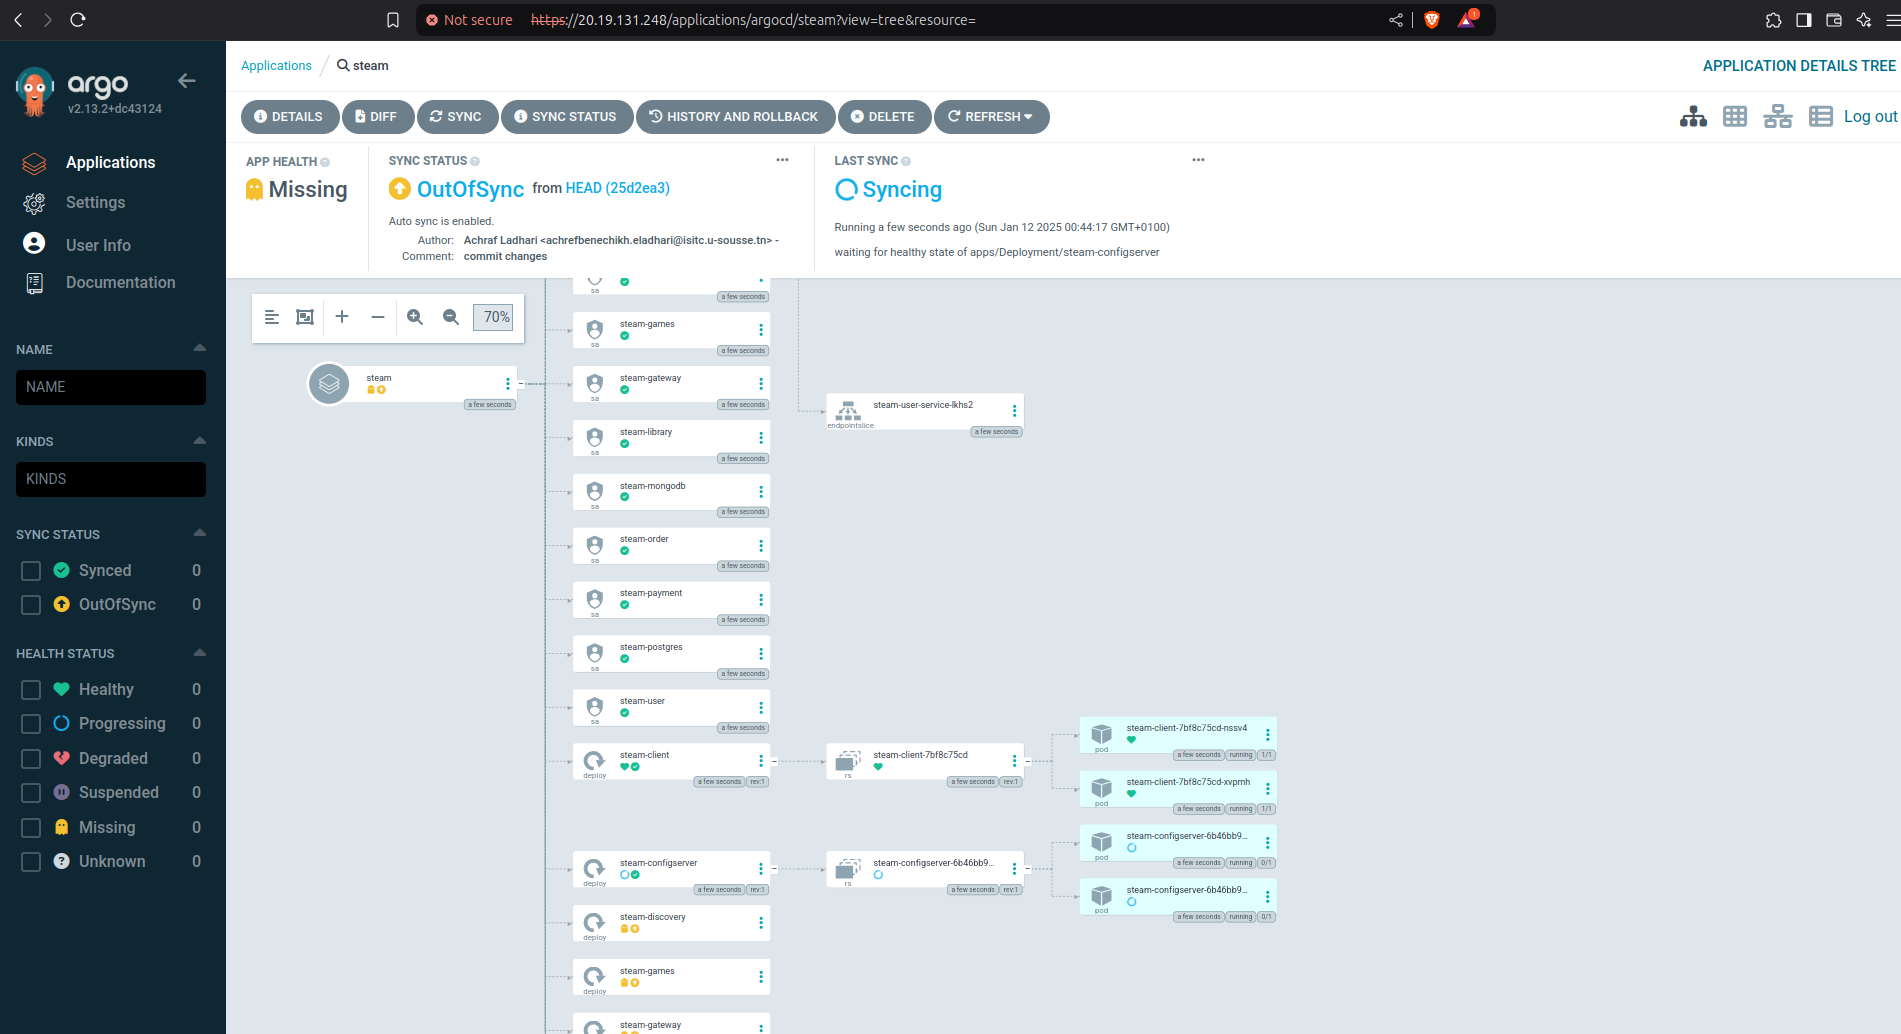 Not secure
https://20.19.131.248/applications/argocd/steam?view=tree&resource=
1
argo
v2.13.2+dc43124
Applications
Settings
User Info
Documentation
NAME
NAME
KINDS
KINDS
SYNC STATUS
Synced 0
OutOfSync 0
HEALTH STATUS
Healthy 0
Progressing 0
Degraded 0
Suspended 0
Missing 0
Unknown 0
Applications / steam
APPLICATION DETAILS TREE
DETAILS
DIFF
SYNC
SYNC STATUS
HISTORY AND ROLLBACK
DELETE
REFRESH
Log out
APP HEALTH
Missing
SYNC STATUS
OutOfSync from HEAD (25d2ea3)
Auto sync is enabled.
Author: Achraf Ladhari <achrefbenechikh.eladhari@isitc.u-sousse.tn> -
Comment: commit changes
LAST SYNC
Syncing
Running a few seconds ago (Sun Jan 12 2025 00:44:17 GMT+0100)
waiting for healthy state of apps/Deployment/steam-configserver
70%
steam
a few seconds
sa
a few seconds
steam-games
sa
a few seconds
steam-gateway
sa
a few seconds
steam-library
sa
a few seconds
steam-mongodb
sa
a few seconds
steam-order
sa
a few seconds
steam-payment
sa
a few seconds
steam-postgres
sa
a few seconds
steam-user
sa
a few seconds
steam-client
deploy
a few seconds rev:1
steam-configserver
deploy
a few seconds rev:1
steam-discovery
deploy
steam-games
deploy
steam-gateway
steam-user-service-lkhs2
endpointslice
a few seconds
steam-client-7bf8c75cd
rs
a few seconds rev:1
steam-configserver-6b46bb9...
rs
a few seconds rev:1
steam-client-7bf8c75cd-nssv4
pod
a few seconds running 1/1
steam-client-7bf8c75cd-xvpmh
pod
a few seconds running 1/1
steam-configserver-6b46bb9...
pod
a few seconds running 0/1
steam-configserver-6b46bb9...
pod
a few seconds running 0/1